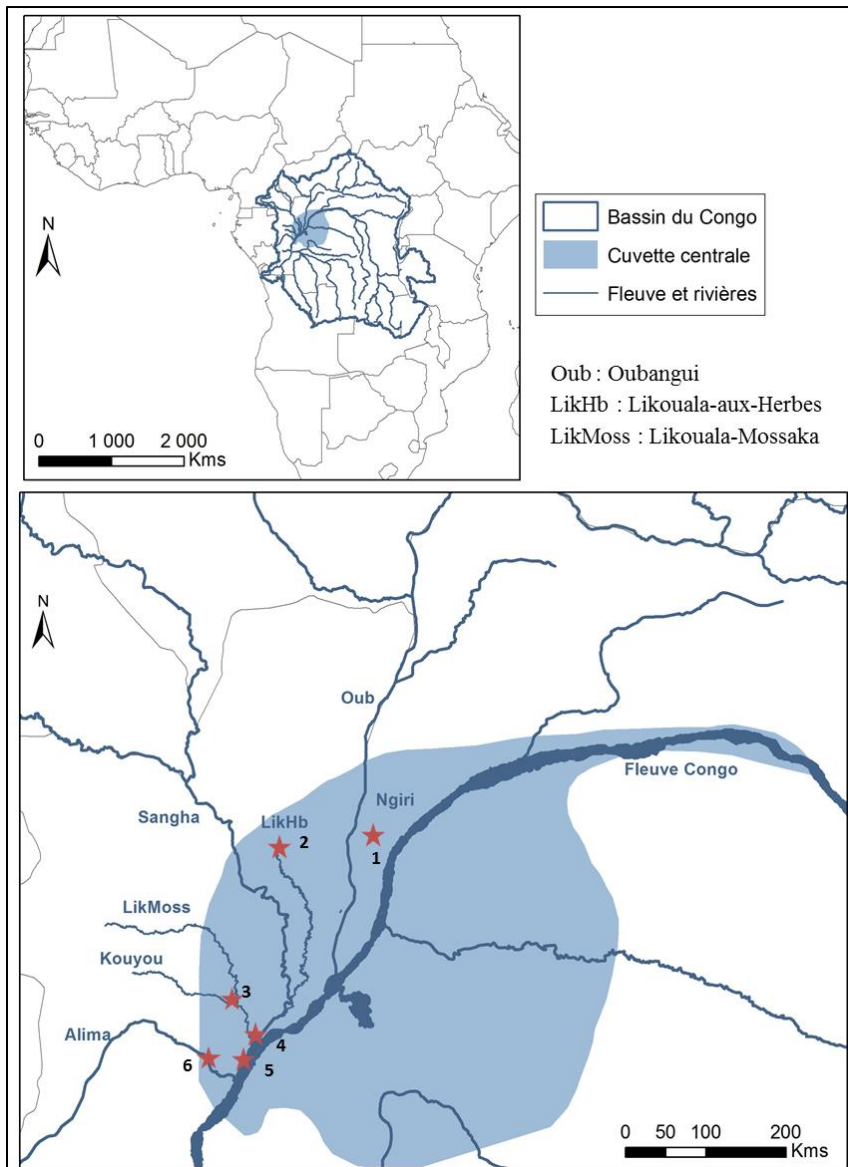 N
0 1 000 2 000
Kms
Bassin du Congo
Cuvette centrale
Fleuve et rivières
Oub : Oubangui
LikHb : Likouala-aux-Herbes
LikMoss : Likouala-Mossaka
N
Oub
Fleuve Congo
Ngiri
Sangha
LikHb
2
1
LikMoss
Kouyou
3
Alima
4
6
5
0 50 100 200
Kms